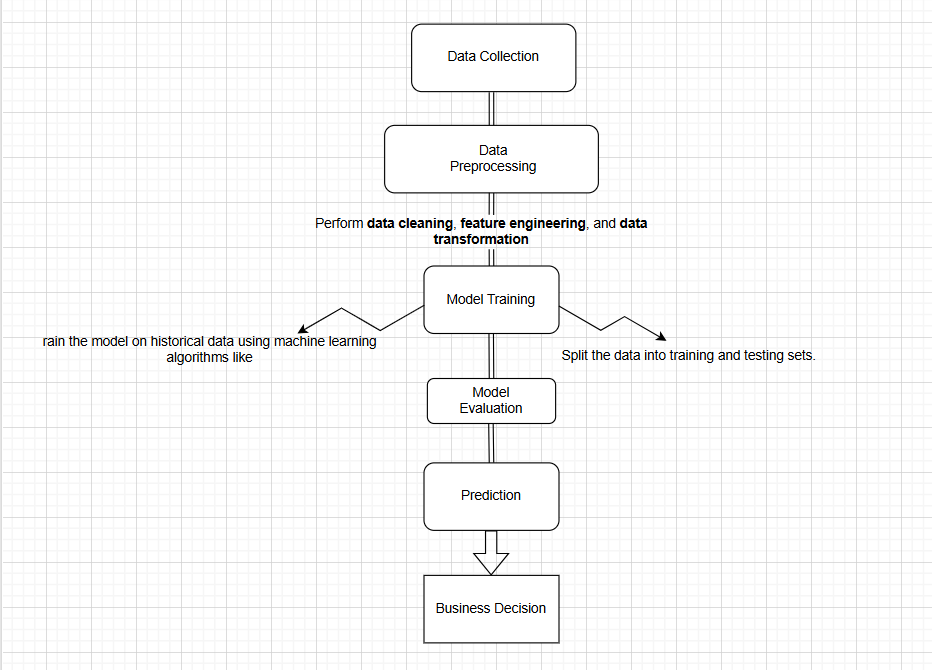 Data Collection
Data
Preprocessing
Perform data cleaning, feature engineering, and data
transformation
Model Training
rain the model on historical data using machine learning
algorithms like
Split the data into training and testing sets.
Model
Evaluation
Prediction
Business Decision